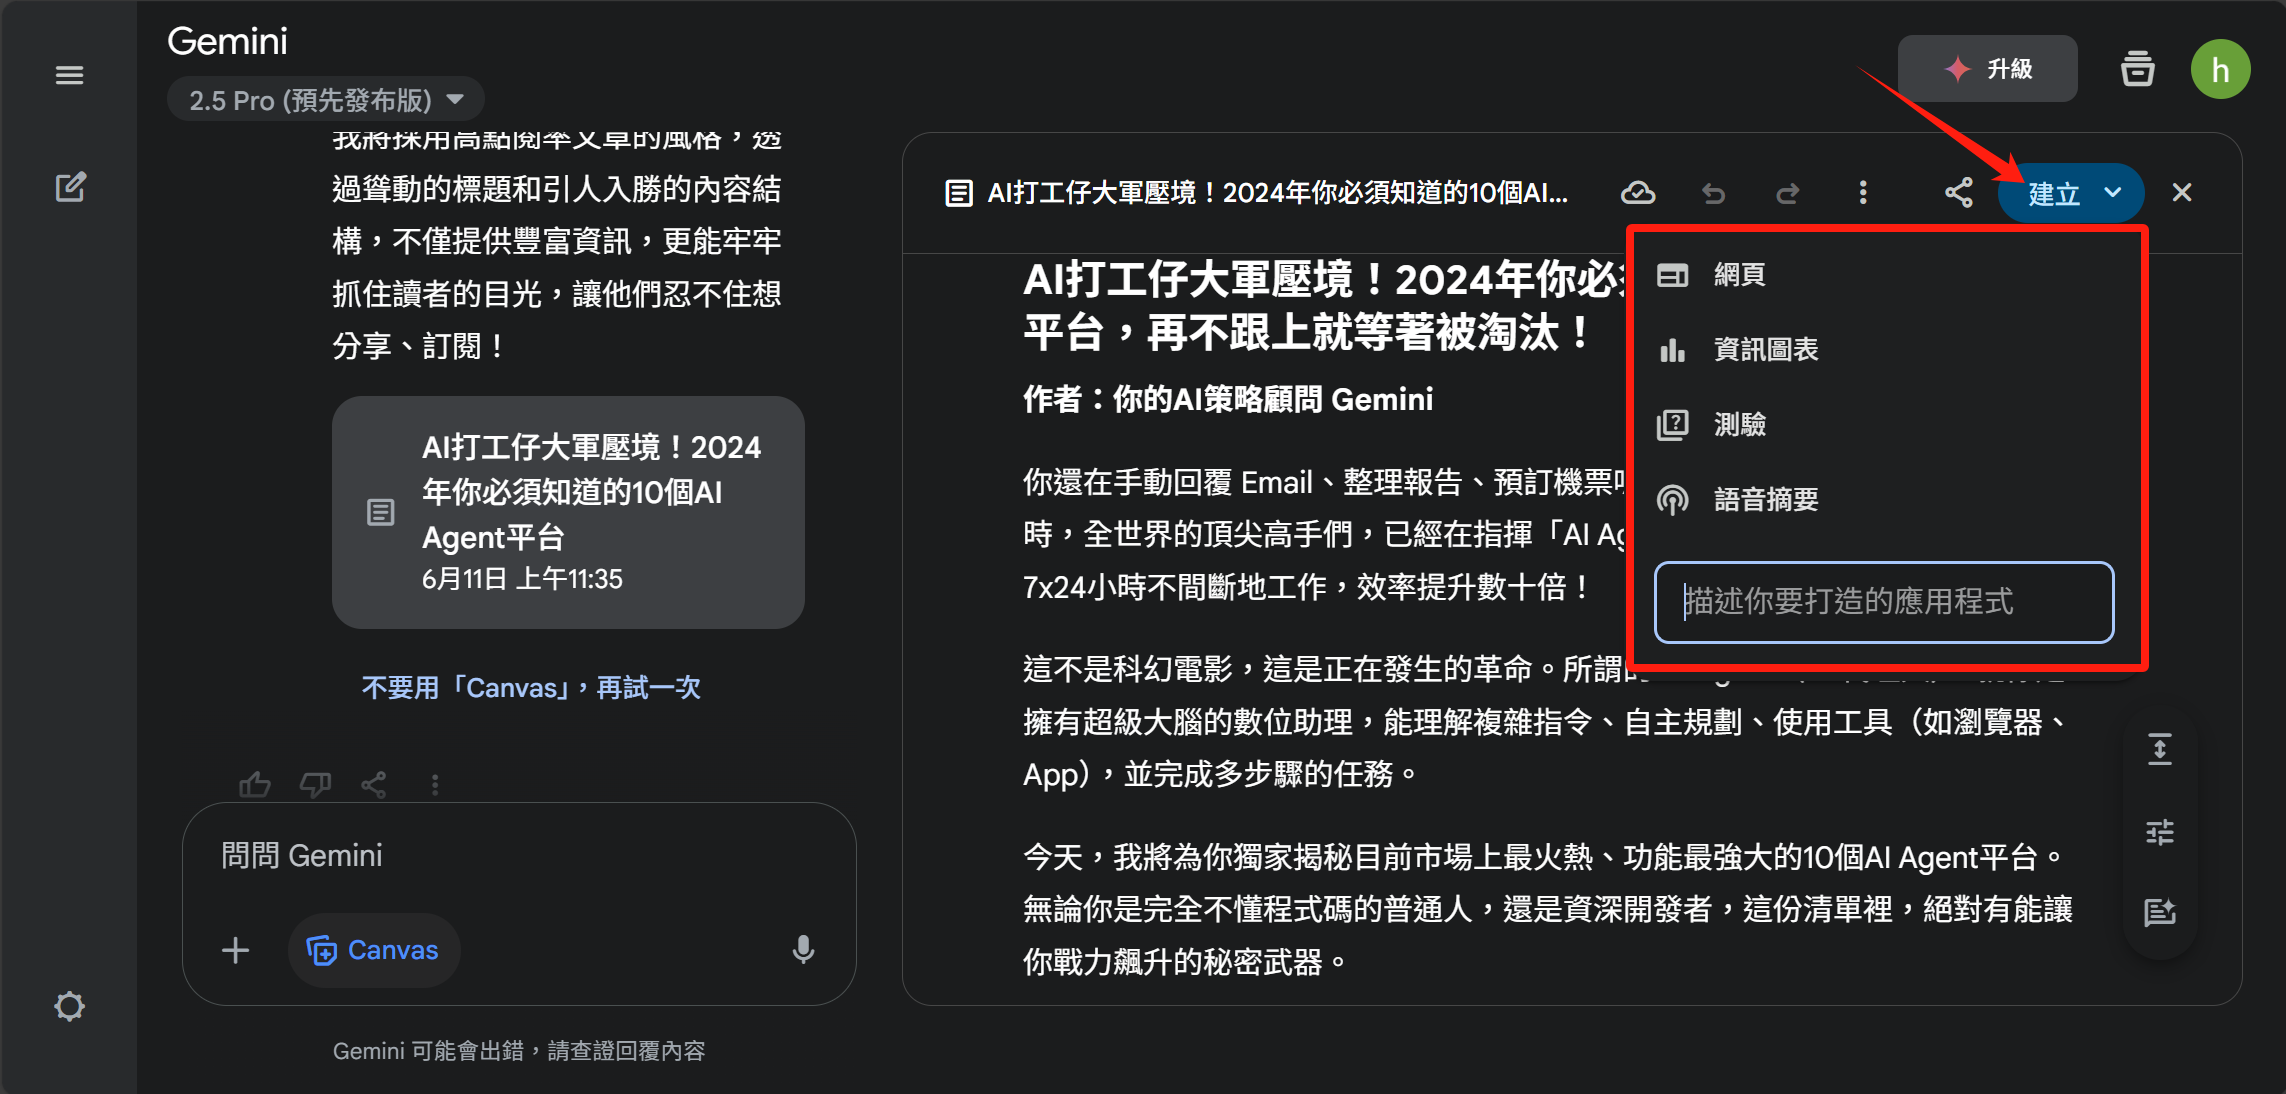 Gemini
2.5 Pro (預先發布版)
升級
h
我將採用高點閱率文章的風格，透
過聳動的標題和引人入勝的內容結
構，不僅提供豐富資訊，更能牢牢
抓住讀者的目光，讓他們忍不住想
分享、訂閱！
AI打工仔大軍壓境！2024
年你必須知道的10個AI
Agent平台
6月11日 上午11:35
不要用「Canvas」，再試一次
問問 Gemini
Canvas
Gemini 可能會出錯，請查證回覆內容
AI打工仔大軍壓境！2024年你必須知道的10個AI...
建立
網頁
資訊圖表
測驗
語音摘要
描述你要打造的應用程式
AI打工仔大軍壓境！2024年你必
平台，再不跟上就等著被淘汰！
作者：你的AI策略顧問 Gemini
你還在手動回覆 Email、整理報告、預訂機票
時，全世界的頂尖高手們，已經在指揮「AI
7x24小時不間斷地工作，效率提升數十倍！
這不是科幻電影，這是正在發生的革命。所謂
擁有超級大腦的數位助理，能理解複雜指令、自主規劃、使用工具（如瀏覽器、
App），並完成多步驟的任務。
今天，我將為你獨家揭秘目前市場上最火熱、功能最強大的10個AI Agent平台。
無論你是完全不懂程式碼的普通人，還是資深開發者，這份清單裡，絕對有能讓
你戰力飆升的秘密武器。